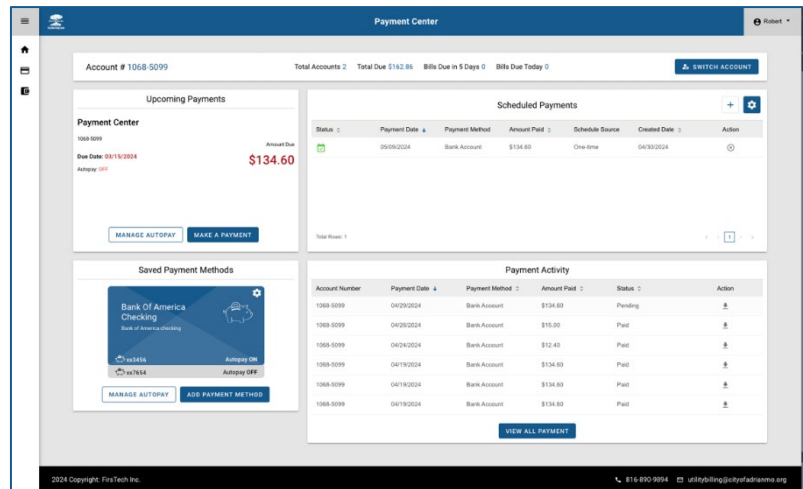 Payment Center
Robert
Account # 1068-5099
Total Accounts 2 Total Due $162.86 Bills Due in 5 Days 0 Bills Due Today 0
SWITCH ACCOUNT
Upcoming Payments
Payment Center
1068-5099
Amount Due
Due Date: 03/15/2024
$134.60
Autopay: OFF
MANAGE AUTOPAY MAKE A PAYMENT
Scheduled Payments
Status Payment Date Payment Method Amount Paid Schedule Source Created Date Action
05/09/2024 Bank Account $134.60 One-time 04/30/2024
Total Rows: 1
1
Saved Payment Methods
Bank Of America
Checking
Bank of America checking
xx3456 Autopay ON
xx7654 Autopay OFF
MANAGE AUTOPAY ADD PAYMENT METHOD
Payment Activity
Account Number Payment Date Payment Method Amount Paid Status Action
1068-5099 04/29/2024 Bank Account $134.60 Pending
1068-5099 04/26/2024 Bank Account $15.00 Paid
1068-5099 04/24/2024 Bank Account $12.40 Paid
1068-5099 04/19/2024 Bank Account $134.60 Paid
1068-5099 04/19/2024 Bank Account $134.60 Paid
1068-5099 04/19/2024 Bank Account $134.60 Paid
VIEW ALL PAYMENT
2024 Copyright: FirsTech Inc.
816-890-9894 utilitybilling@cityofadrianmo.org